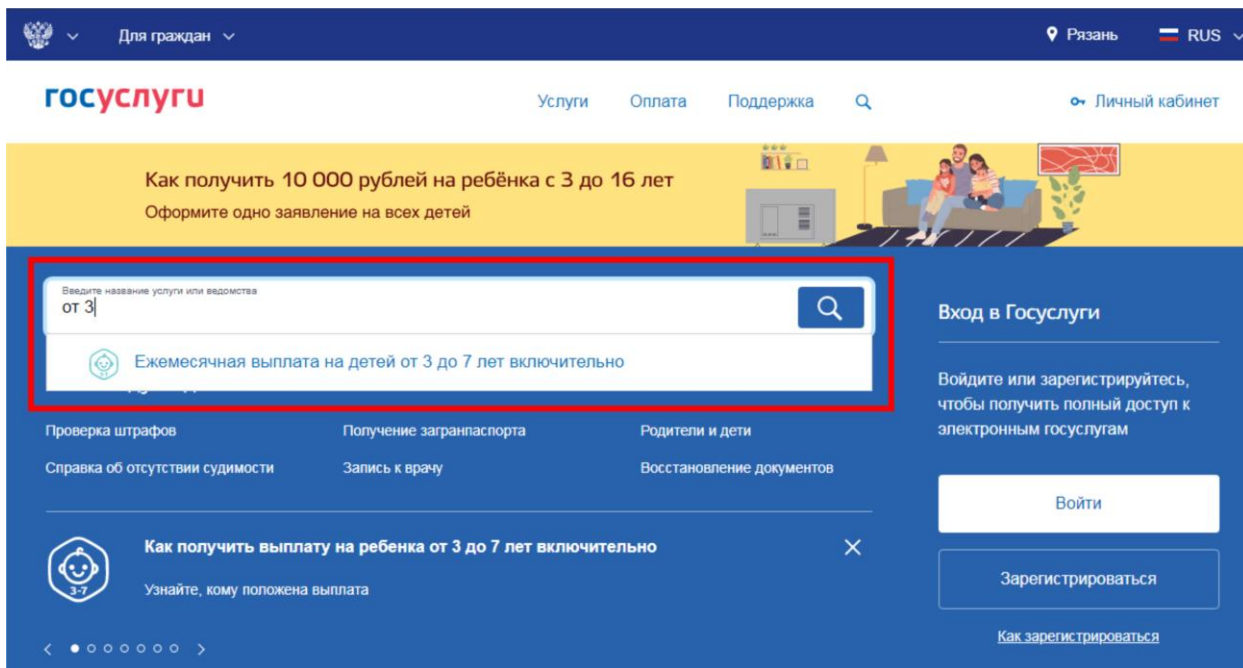 Для граждан
Рязань
RUS
госуслуги
Услуги
Оплата
Поддержка
Личный кабинет
Как получить 10 000 рублей на ребёнка с 3 до 16 лет
Оформите одно заявление на всех детей
Введите название услуги или ведомства
от 3
Ежемесячная выплата на детей от 3 до 7 лет включительно
Проверка штрафов
Получение загранпаспорта
Родители и дети
Справка об отсутствии судимости
Запись к врачу
Восстановление документов
Как получить выплату на ребенка от 3 до 7 лет включительно
Узнайте, кому положена выплата
3-7
Вход в Госуслуги
Войдите или зарегистрируйтесь,
чтобы получить полный доступ к
электронным госуслугам
Войти
Зарегистрироваться
Как зарегистрироваться